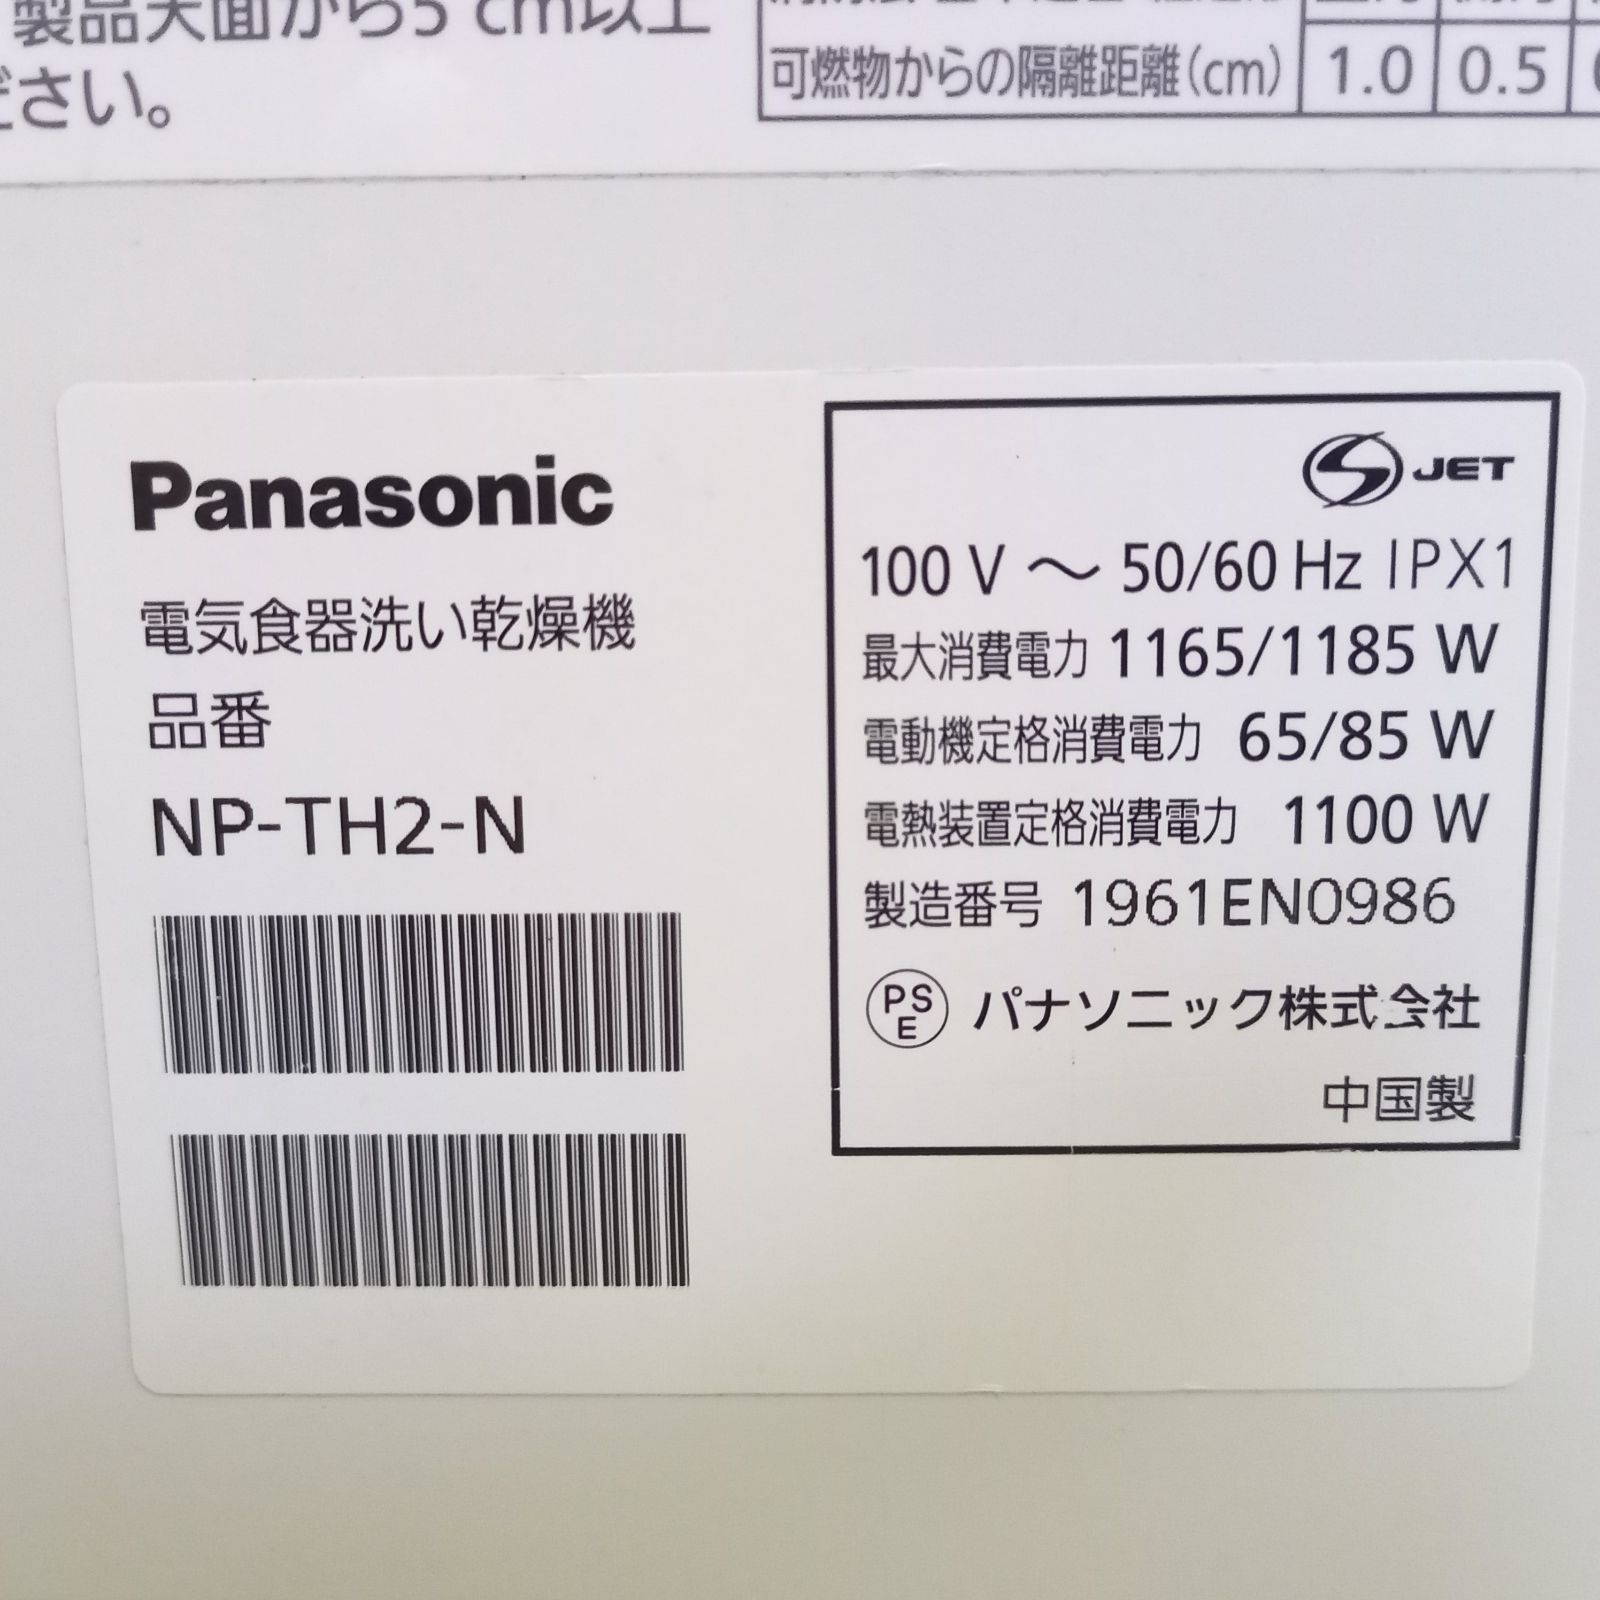 製品天面から5 cm以上
ださい。
可燃物からの隔離距離(cm) 1.0 0.5
Panasonic
電気食器洗い乾燥機
品番
NP-TH2-N
JET
100 V ～ 50/60 Hz IPX1
最大消費電力 1165/1185 W
電動機定格消費電力 65/85 W
電熱装置定格消費電力 1100 W
製造番号 1961EN0986
PSE パナソニック株式会社
中国製